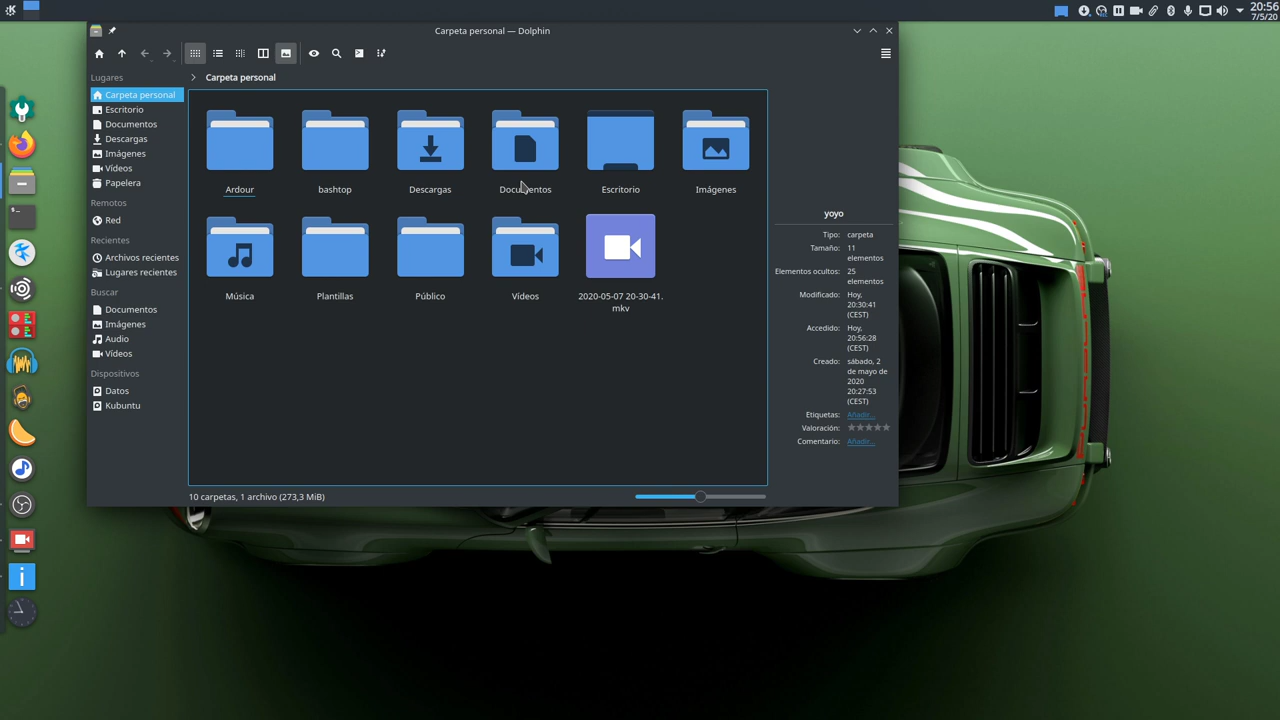 20:56
7/5/20
Carpeta personal — Dolphin
Carpeta personal
Lugares
Carpeta personal
Escritorio
Documentos
Descargas
Imágenes
Vídeos
Papelera
Remotos
Red
Recientes
Archivos recientes
Lugares recientes
Buscar
Documentos
Imágenes
Audio
Vídeos
Dispositivos
Datos
Kubuntu
Ardour
bashtop
Descargas
Documentos
Escritorio
Imágenes
Música
Plantillas
Público
Vídeos
2020-05-07 20-30-41.
mkv
yoyo
Tipo: carpeta
Tamaño: 11
elementos
Elementos ocultos: 25
elementos
Modificado: Hoy,
20:30:41
(CEST)
Accedido: Hoy,
20:56:28
(CEST)
Creado: sábado, 2
de mayo de
2020
20:27:53
(CEST)
Etiquetas: Añadir...
Valoración:
Comentario: Añadir...
10 carpetas, 1 archivo (273,3 MiB)